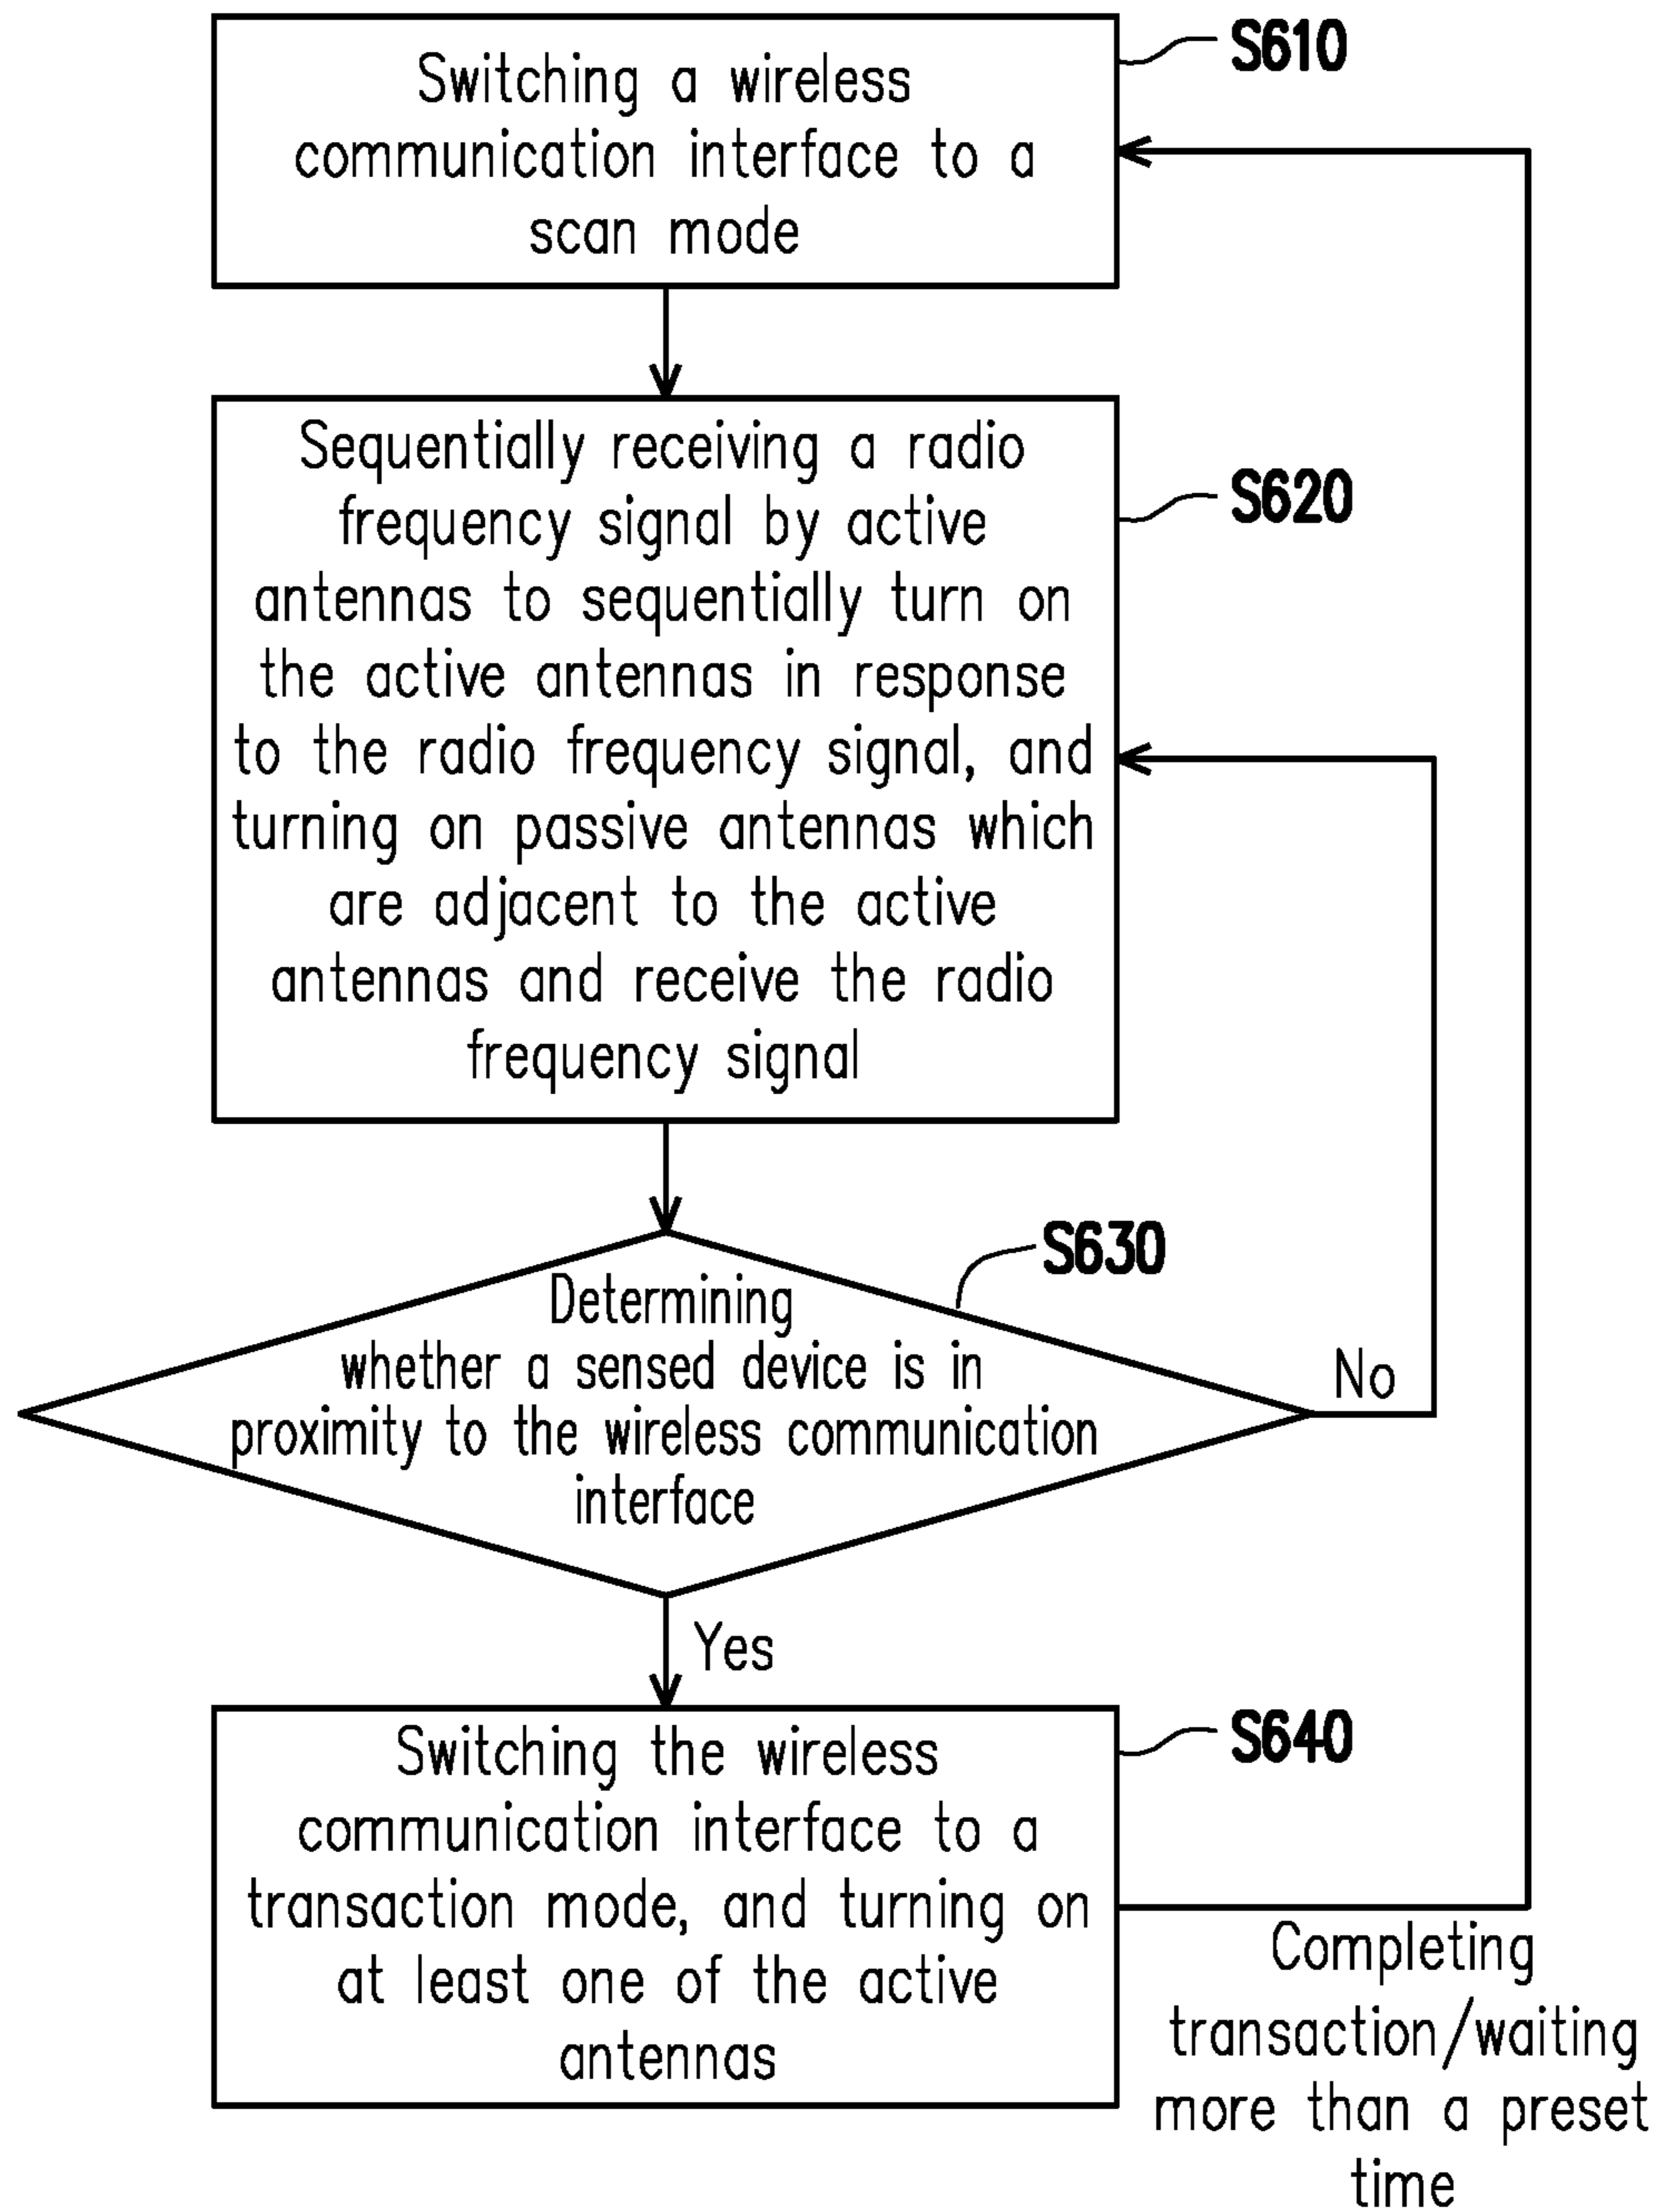 Switching a wireless
communication interface to a
scan mode
S610
Sequentially receiving a radio
frequency signal by active
antennas to sequentially turn on
the active antennas in response
to the radio frequency signal, and
turning on passive antennas which
are adjacent to the active
antennas and receive the radio
frequency signal
S620
Determining
whether a sensed device is in
proximity to the wireless communication
interface
S630
No
Yes
Switching the wireless
communication interface to a
transaction mode, and turning on
at least one of the active
antennas
S640
Completing
transaction/waiting
more than a preset
time